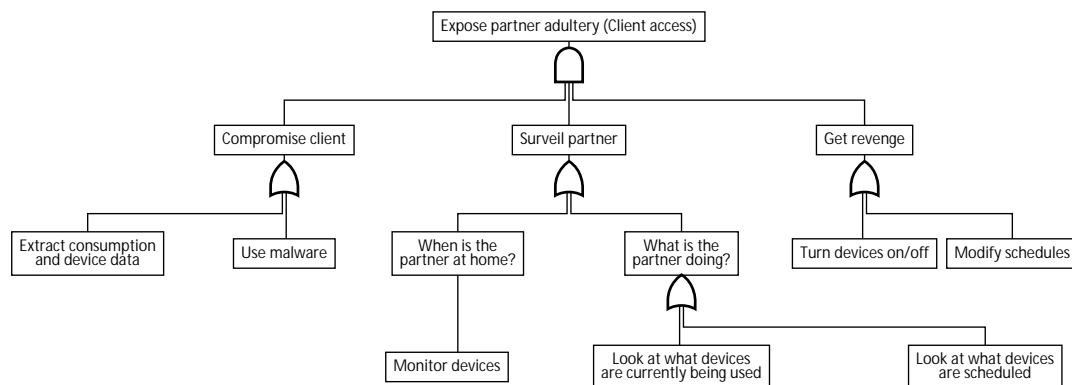 Expose partner adultery (Client access)
Compromise client
Surveil partner
Get revenge
Extract consumption
and device data
Use malware
When is the
partner at home?
What is the
partner doing?
Turn devices on/off
Modify schedules
Monitor devices
Look at what devices
are currently being used
Look at what devices
are scheduled